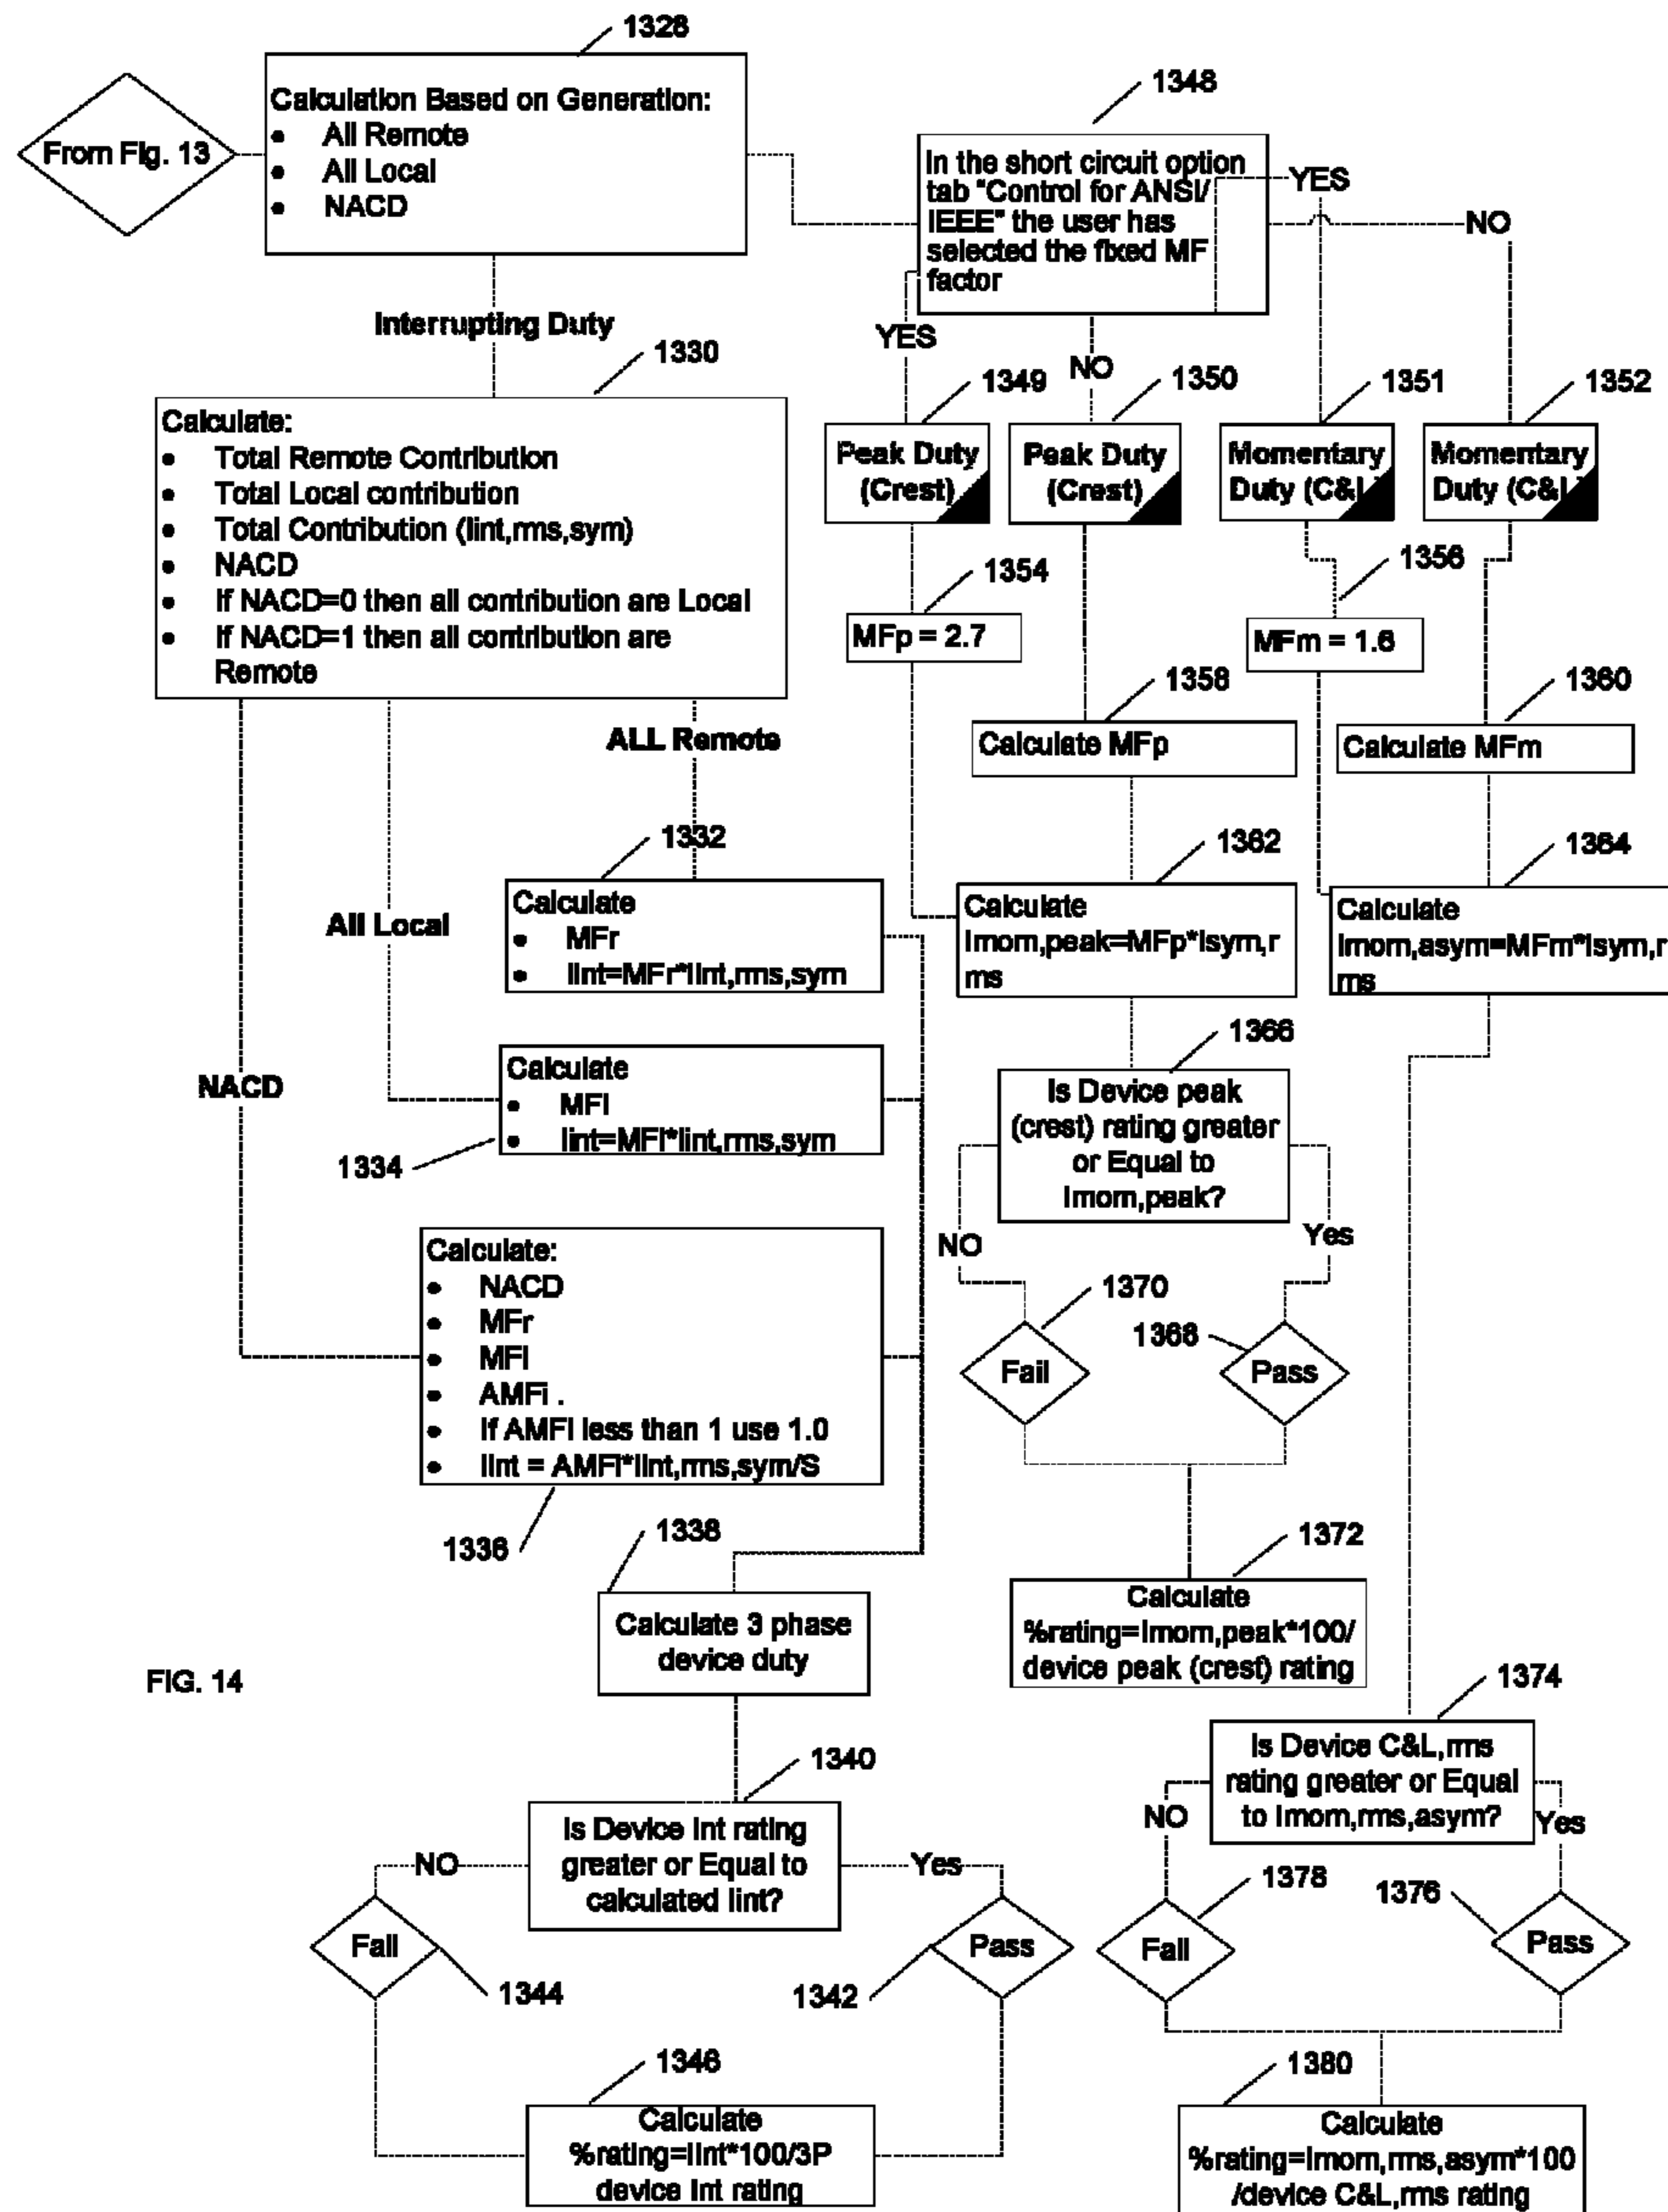 1328
From Fig. 13
Calculation Based on Generation:
• All Remote
• All Local
• NACD
1348
In the short circuit option
tab "Control for ANSI/
IEEE" the user has
selected the fixed MF
factor
YES
NO
Interrupting Duty
YES
NO
1330
Calculate:
• Total Remote Contribution
• Total Local contribution
• Total Contribution (Iint,rms,sym)
• NACD
• If NACD=0 then all contribution are Local
• If NACD=1 then all contribution are
Remote
1349
Peak Duty
(Crest)
1350
Peak Duty
(Crest)
1351
Momentary
Duty (C&L)
1352
Momentary
Duty (C&L)
1354
MFp = 2.7
1356
MFm = 1.6
1358
Calculate MFp
1360
Calculate MFm
ALL Remote
All Local
NACD
1332
Calculate
• MFr
• Iint=MFr*Iint,rms,sym
1362
Calculate
Imom,peak=MFp*Isym,r
ms
1364
Calculate
Imom,asym=MFm*Isym,r
ms
Calculate
• MFl
• Iint=MFl*Iint,rms,sym
1334
1366
Is Device peak
(crest) rating greater
or Equal to
Imom,peak?
NO
Yes
Calculate:
• NACD
• MFr
• MFl
• AMFi .
• If AMFi less than 1 use 1.0
• Iint = AMFi*Iint,rms,sym/S
1336
1370
Fail
1368
Pass
1338
Calculate 3 phase
device duty
1372
Calculate
%rating=Imom,peak*100/
device peak (crest) rating
FIG. 14
1374
Is Device C&L,rms
rating greater or Equal
to Imom,rms,asym?
NO
Yes
1340
Is Device Int rating
greater or Equal to
calculated Iint?
NO
Yes
Fail
1344
Pass
1342
1378
Fail
1376
Pass
1346
Calculate
%rating=Iint*100/3P
device Int rating
1380
Calculate
%rating=Imom,rms,asym*100
/device C&L,rms rating